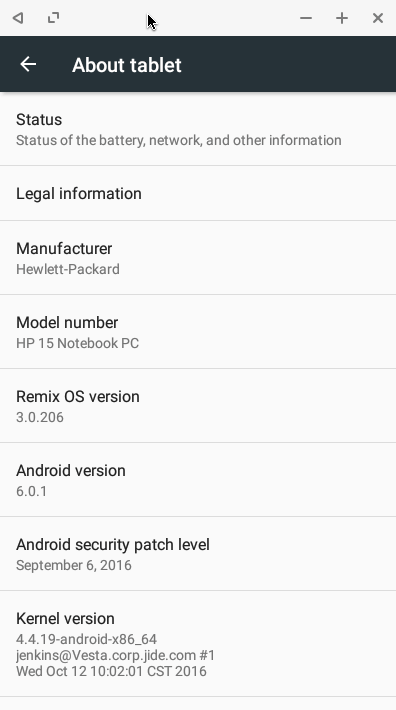 About tablet
Status
Status of the battery, network, and other information
Legal information
Manufacturer
Hewlett-Packard
Model number
HP 15 Notebook PC
Remix OS version
3.0.206
Android version
6.0.1
Android security patch level
September 6, 2016
Kernel version
4.4.19-android-x86_64
jenkins@Vesta.corp.jide.com #1
Wed Oct 12 10:02:01 CST 2016